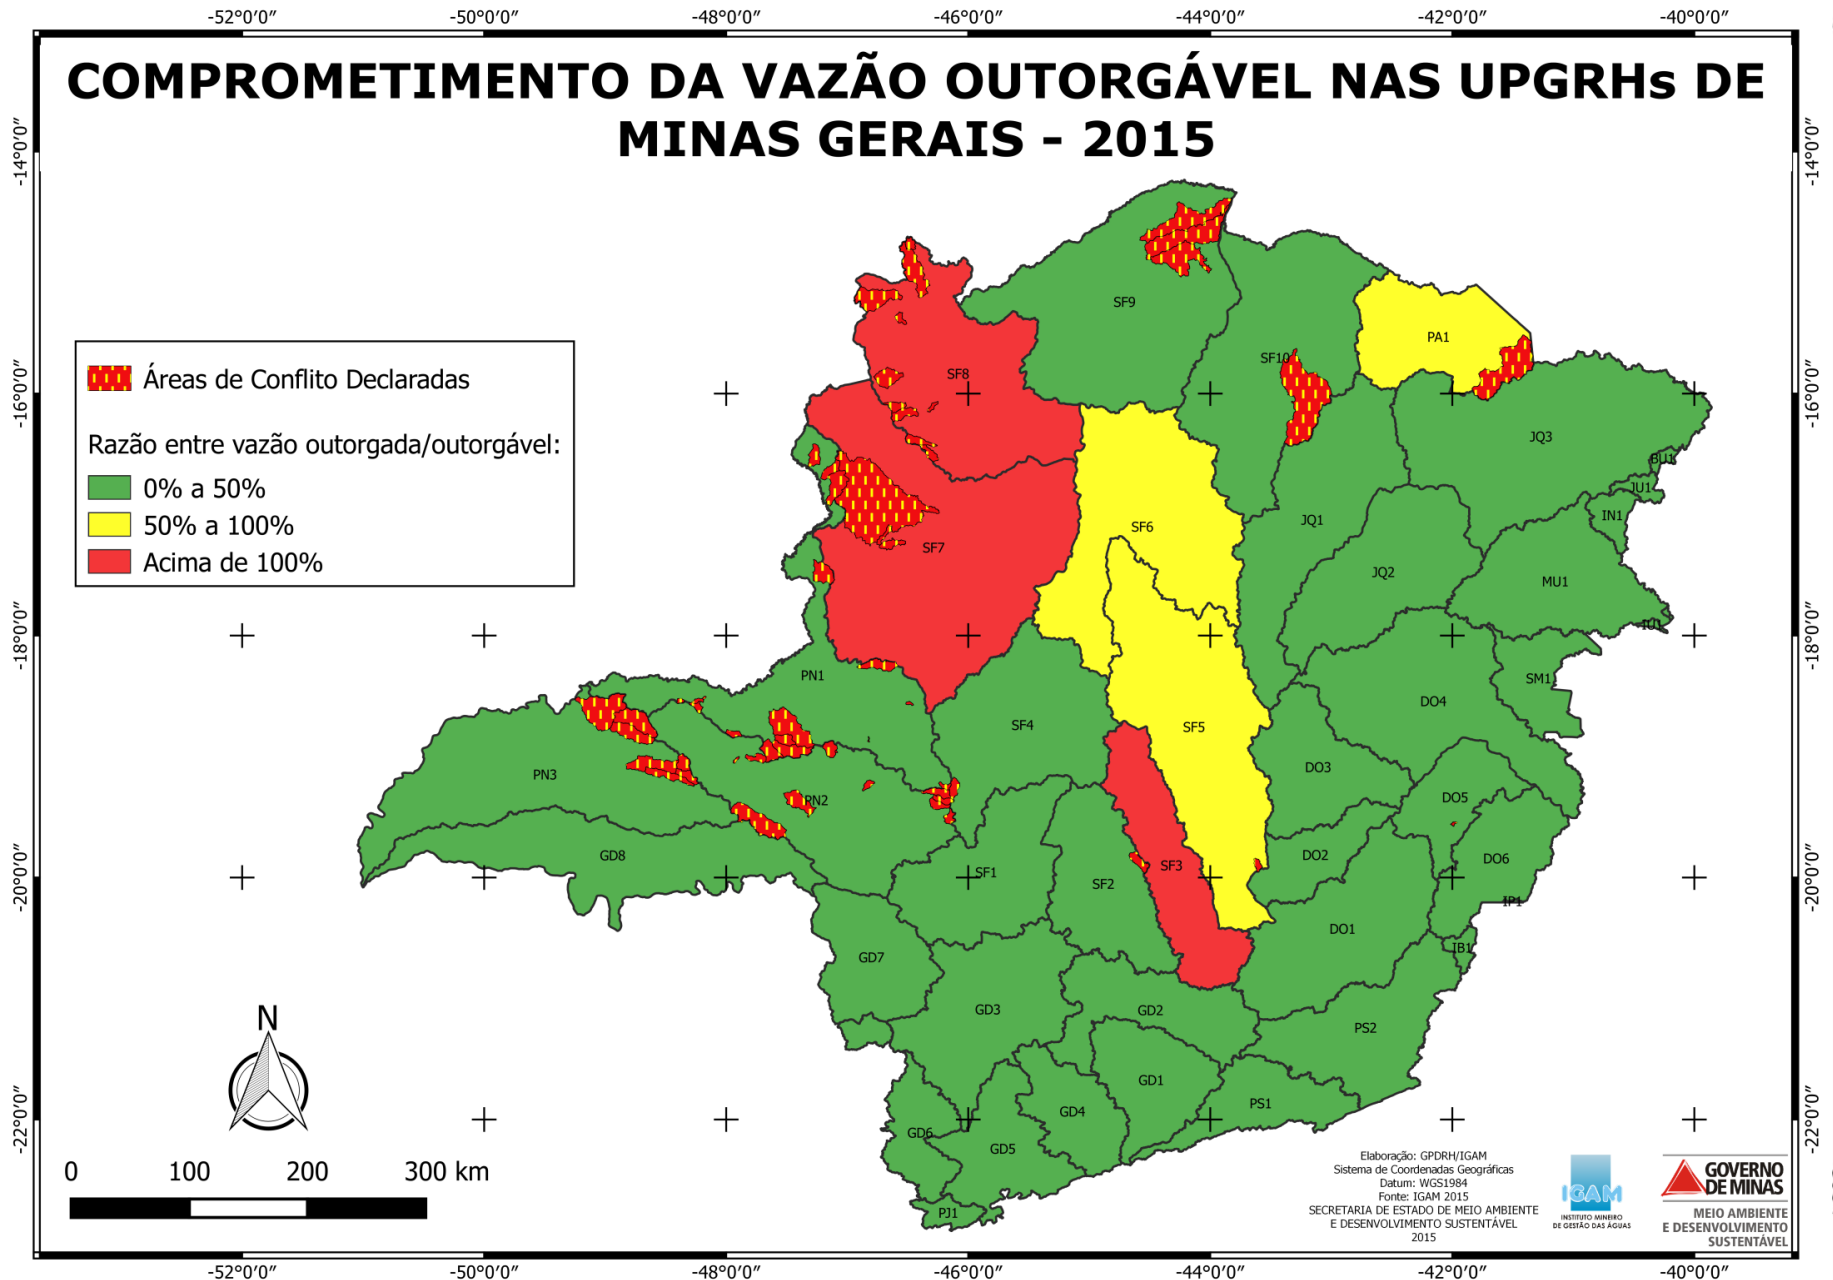 -52°0'0" -50°0'0" -48°0'0" -46°0'0" -44°0'0" -42°0'0" -40°0'0"
COMPROMETIMENTO DA VAZÃO OUTORGÁVEL NAS UPGRHs DE
MINAS GERAIS - 2015
-14°0'0" -14°0'0"
SF9
Áreas de Conflito Declaradas
Razão entre vazão outorgada/outorgável:
0% a 50%
50% a 100%
Acima de 100%
PA1
SF10
SF8
-16°0'0" -16°0'0"
JQ3
BU1
JU1
IN1
JQ1
SF6
SF7
JQ2
MU1
JU1
-18°0'0" -18°0'0"
PN1
SM1
DO4
SF4
SF5
DO3
PN3
DO5
PN2
GD8
DO2
DO6
SF3
SF1
SF2
-20°0'0" -20°0'0"
IP1
DO1
IB1
GD7
GD3
GD2
PS2
N
GD1
PS1
GD4
-22°0'0" -22°0'0"
GD6
GD5
PJ1
0 100 200 300 km
Elaboração: GPDRH/IGAM
Sistema de Coordenadas Geográficas
Datum: WGS1984
Fonte: IGAM 2015
SECRETARIA DE ESTADO DE MEIO AMBIENTE
E DESENVOLVIMENTO SUSTENTÁVEL
2015
IGAM
INSTITUTO MINEIRO
DE GESTÃO DAS ÁGUAS
GOVERNO
DE MINAS
MEIO AMBIENTE
E DESENVOLVIMENTO
SUSTENTÁVEL
-52°0'0" -50°0'0" -48°0'0" -46°0'0" -44°0'0" -42°0'0" -40°0'0"